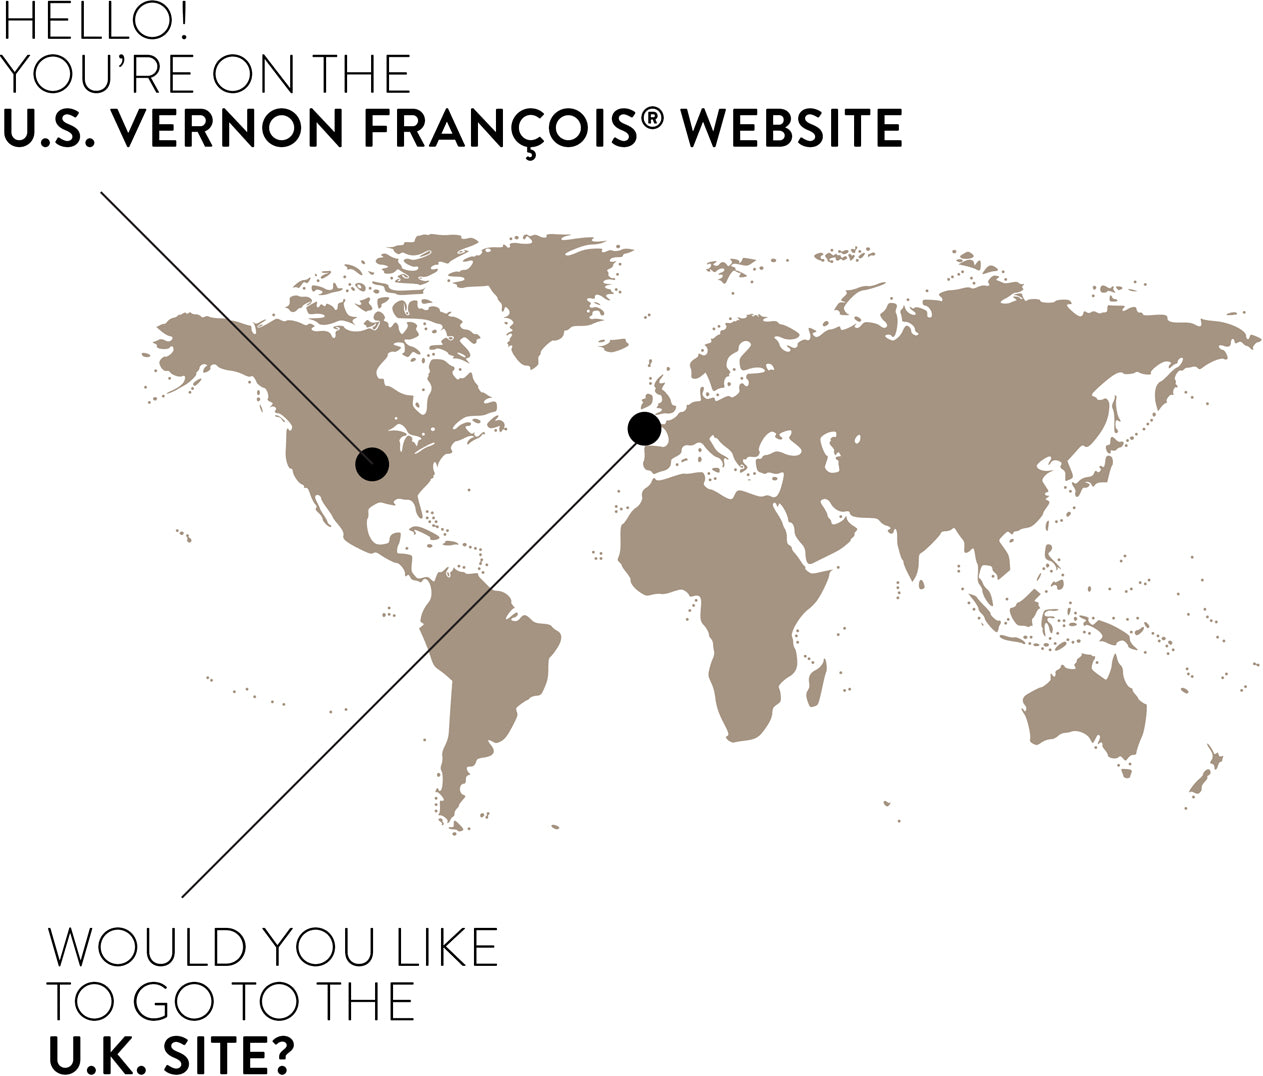 HELLO!
YOU’RE ON THE
U.S. VERNON FRANÇOIS® WEBSITE
WOULD YOU LIKE
TO GO TO THE
U.K. SITE?